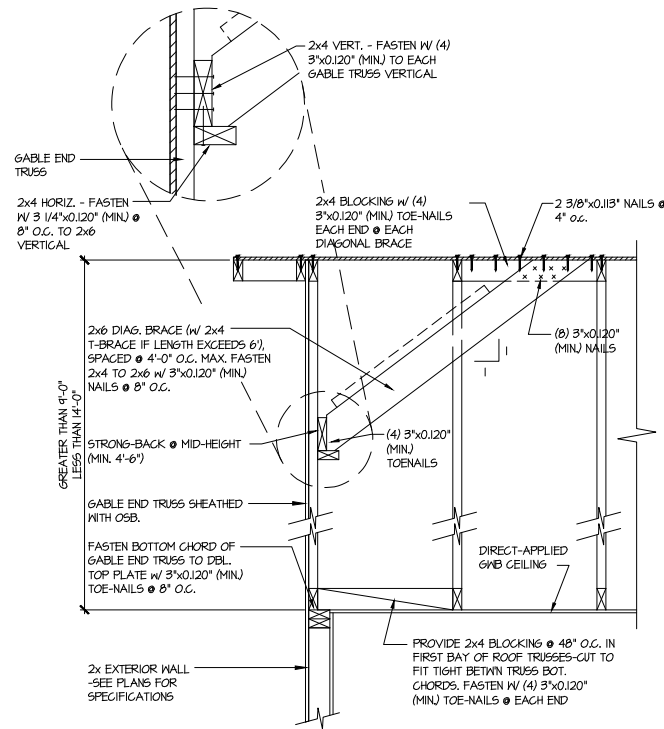 2x4 VERT. - FASTEN W/ (4)
3"x0.120" (MIN.) TO EACH
GABLE TRUSS VERTICAL
GABLE END
TRUSS
2x4 HORIZ. - FASTEN
W/ 3 1/4"x0.120" (MIN.) @
8" O.C. TO 2x6
VERTICAL
2x4 BLOCKING W/ (4)
3"x0.120" (MIN.) TOE-NAILS
EACH END @ EACH
DIAGONAL BRACE
2 3/8"x0.113" NAILS @
4" o.c.
2x6 DIAG. BRACE (W/ 2x4
T-BRACE IF LENGTH EXCEEDS 6'),
SPACED @ 4'-0" O.C. MAX. FASTEN
2x4 TO 2x6 W/ 3"x0.120" (MIN.)
NAILS @ 8" O.C.
(8) 3"x0.120"
(MIN.) NAILS
1
1
GREATER THAN 9'-0"
LESS THAN 14'-0"
STRONG-BACK @ MID-HEIGHT
(MIN. 4'-6")
(4) 3"x0.120"
(MIN.)
TOENAILS
GABLE END TRUSS SHEATHED
WITH OSB.
FASTEN BOTTOM CHORD OF
GABLE END TRUSS TO DBL.
TOP PLATE W/ 3"x0.120" (MIN.)
TOE-NAILS @ 8" O.C.
DIRECT-APPLIED
GWB CEILING
2x EXTERIOR WALL
-SEE PLANS FOR
SPECIFICATIONS
PROVIDE 2x4 BLOCKING @ 48" O.C. IN
FIRST BAY OF ROOF TRUSSES-CUT TO
FIT TIGHT BETW'N TRUSS BOT.
CHORDS. FASTEN W/ (4) 3"x0.120"
(MIN.) TOE-NAILS @ EACH END